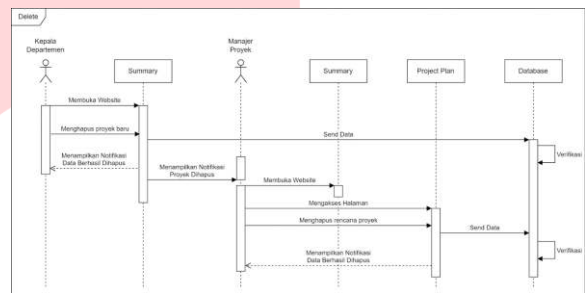 Delete
Kepala
Departemen
Manajer
Proyek
Summary
Summary
Project Plan
Database
Membuka Website
Menghapus proyek baru
Send Data
Verifikasi
Menampilkan Notifikasi
Data Berhasil Dihapus
Menampilkan Notifikasi
Proyek Dihapus
Membuka Website
Mengakses Halaman
Menghapus rencana proyek
Send Data
Verifikasi
Menampilkan Notifikasi
Data Berhasil Dihapus